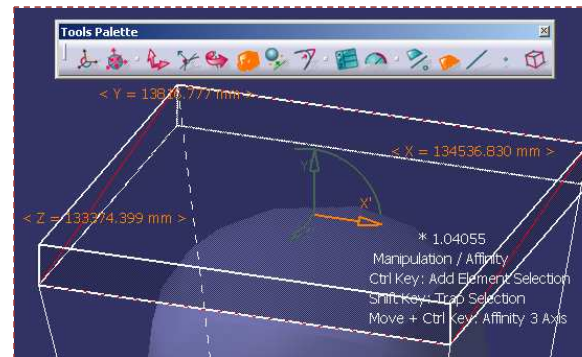 Tools Palette
< Y = 13816.777 mm >
< X = 134536.830 mm >
Y
X'
< Z = 133374.399 mm >
* 1.04055
Manipulation / Affinity
Ctrl Key: Add Element Selection
Shift Key: Trap Selection
Move + Ctrl Key: Affinity 3 Axis